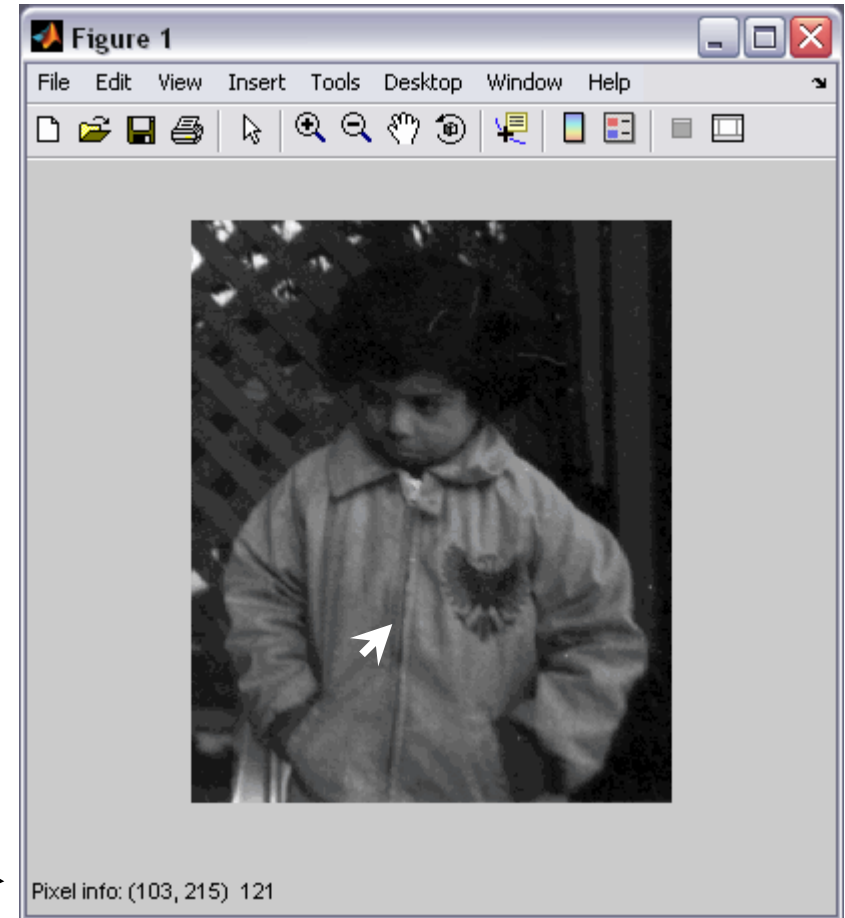 Figure 1
File Edit View Insert Tools Desktop Window Help
Pixel info: (103, 215) 121